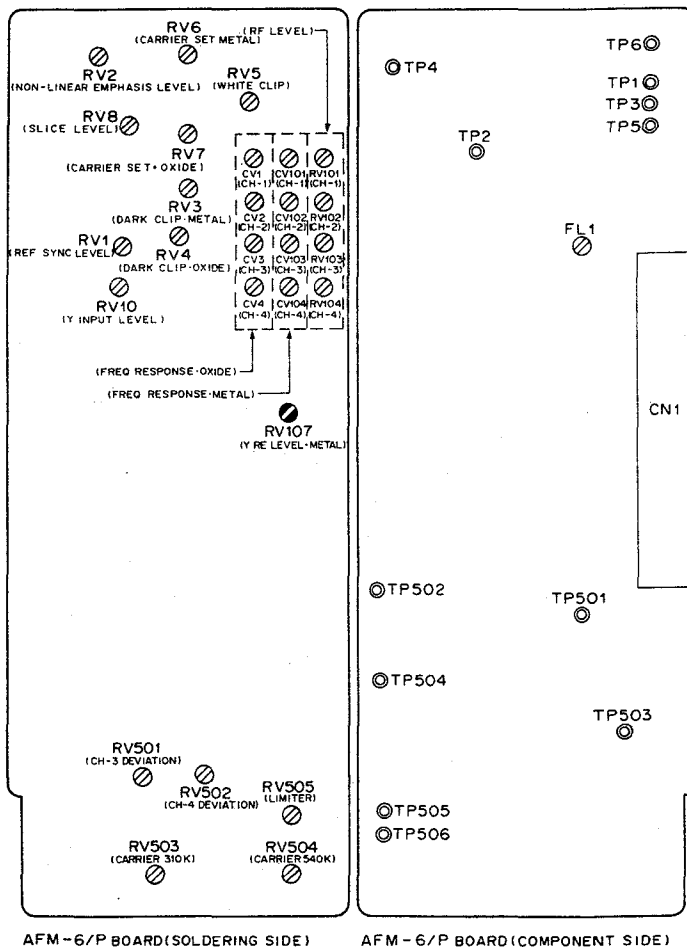 RV6
(CARRIER SET METAL)
(RF LEVEL)
RV2
(NON-LINEAR EMPHASIS LEVEL)
RV5
(WHITE CLIP)
RV8
(SLICE LEVEL)
RV7
(CARRIER SET•OXIDE)
CV1
(CH-1)
CV101
(CH-1)
RV101
(CH-1)
RV3
(DARK CLIP•METAL)
CV2
(CH-2)
CV102
(CH-2)
RV102
(CH-2)
RV1
(REF SYNC LEVEL)
RV4
(DARK CLIP•OXIDE)
CV3
(CH-3)
CV103
(CH-3)
RV103
(CH-3)
RV10
(Y INPUT LEVEL)
CV4
(CH-4)
CV104
(CH-4)
RV104
(CH-4)
(FREQ RESPONSE•OXIDE)
(FREQ RESPONSE•METAL)
RV107
(Y RE LEVEL•METAL)
RV501
(CH-3 DEVIATION)
RV502
(CH-4 DEVIATION)
RV505
(LIMITER)
RV503
(CARRIER 310K)
RV504
(CARRIER 540K)
AFM-6/P BOARD(SOLDERING SIDE)
TP6
TP4
TP1
TP3
TP5
TP2
FL1
CN1
TP502
TP501
TP504
TP503
TP505
TP506
AFM-6/P BOARD(COMPONENT SIDE)